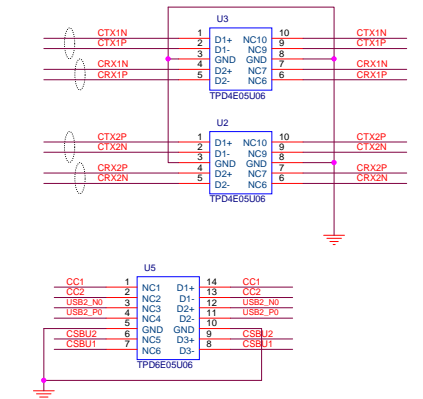 U3
CTX1N 1 D1+ NC10 10 CTX1N
CTX1P 2 D1- NC9 9 CTX1P
3 GND GND 8
CRX1N 4 D2+ NC7 7 CRX1N
CRX1P 5 D2- NC6 6 CRX1P
TPD4E05U06
U2
CTX2P 1 D1+ NC10 10 CTX2P
CTX2N 2 D1- NC9 9 CTX2N
3 GND GND 8
CRX2P 4 D2+ NC7 7 CRX2P
CRX2N 5 D2- NC6 6 CRX2N
TPD4E05U06
U5
CC1 1 NC1 D1+ 14 CC1
CC2 2 NC2 D1- 13 CC2
USB2_N0 3 NC3 D2+ 12 USB2_N0
USB2_P0 4 NC4 D2- 11 USB2_P0
5 GND GND 10
CSBU2 6 NC5 D3+ 9 CSBU2
CSBU1 7 NC6 D3- 8 CSBU1
TPD6E05U06